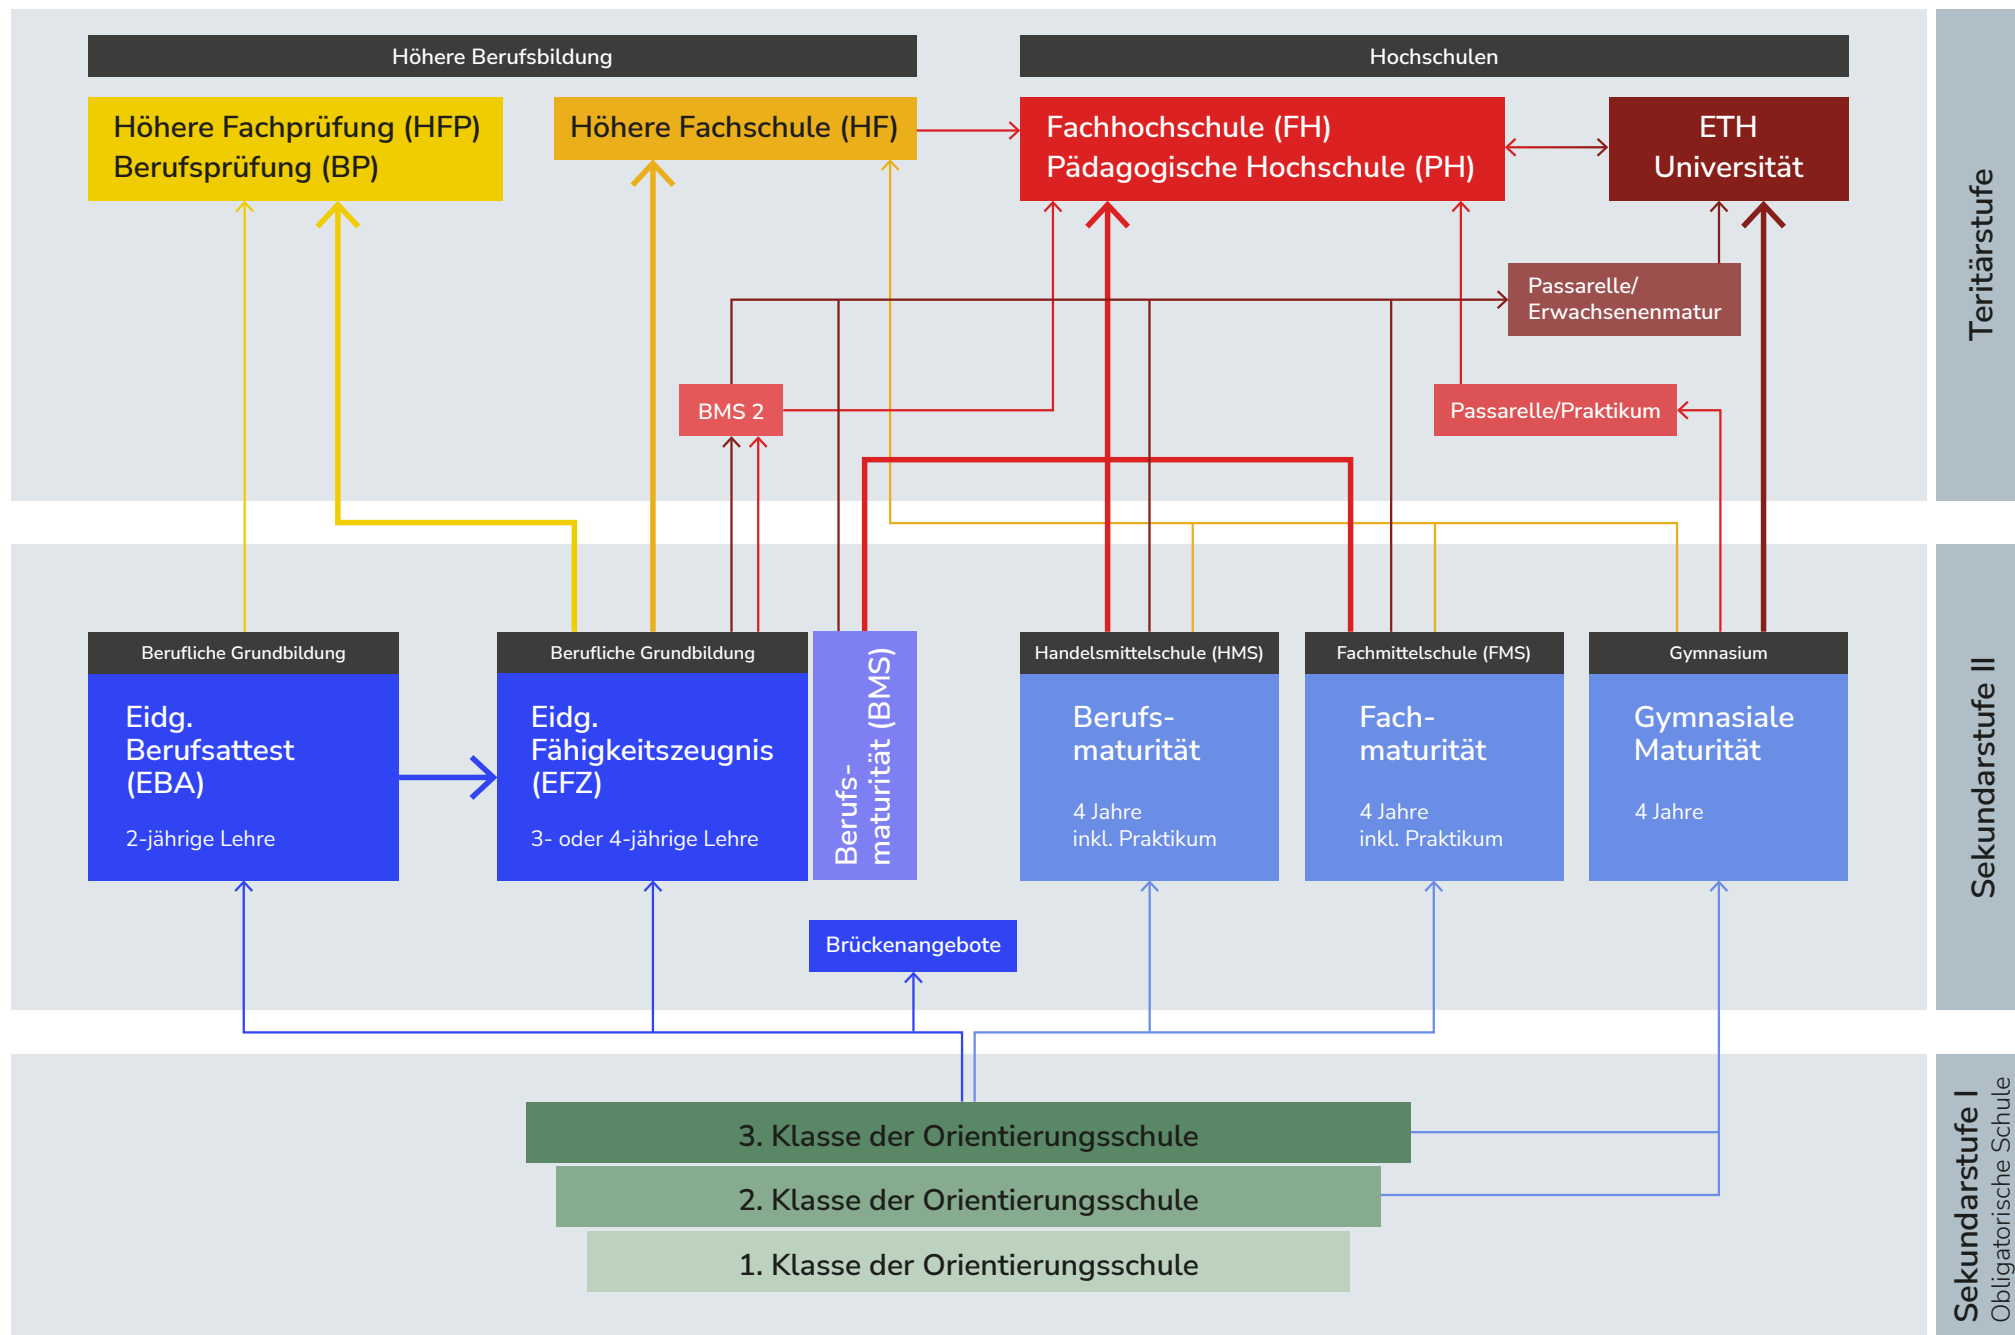 Höhere Berufsbildung
Hochschulen
Höhere Fachprüfung (HFP)
Berufsprüfung (BP)
Höhere Fachschule (HF)
Fachhochschule (FH)
Pädagogische Hochschule (PH)
ETH
Universität
Passarelle/
Erwachsenenmatur
BMS 2
Passarelle/Praktikum
Teritärstufe
Berufliche Grundbildung
Eidg.
Berufsattest
(EBA)
2-jährige Lehre
Berufliche Grundbildung
Eidg.
Fähigkeitszeugnis
(EFZ)
3- oder 4-jährige Lehre
Berufs-
maturität (BMS)
Handelsmittelschule (HMS)
Berufs-
maturität
4 Jahre
inkl. Praktikum
Fachmittelschule (FMS)
Fach-
maturität
4 Jahre
inkl. Praktikum
Gymnasium
Gymnasiale
Maturität
4 Jahre
Brückenangebote
Sekundarstufe II
3. Klasse der Orientierungsschule
2. Klasse der Orientierungsschule
1. Klasse der Orientierungsschule
Sekundarstufe I
Obligatorische Schule